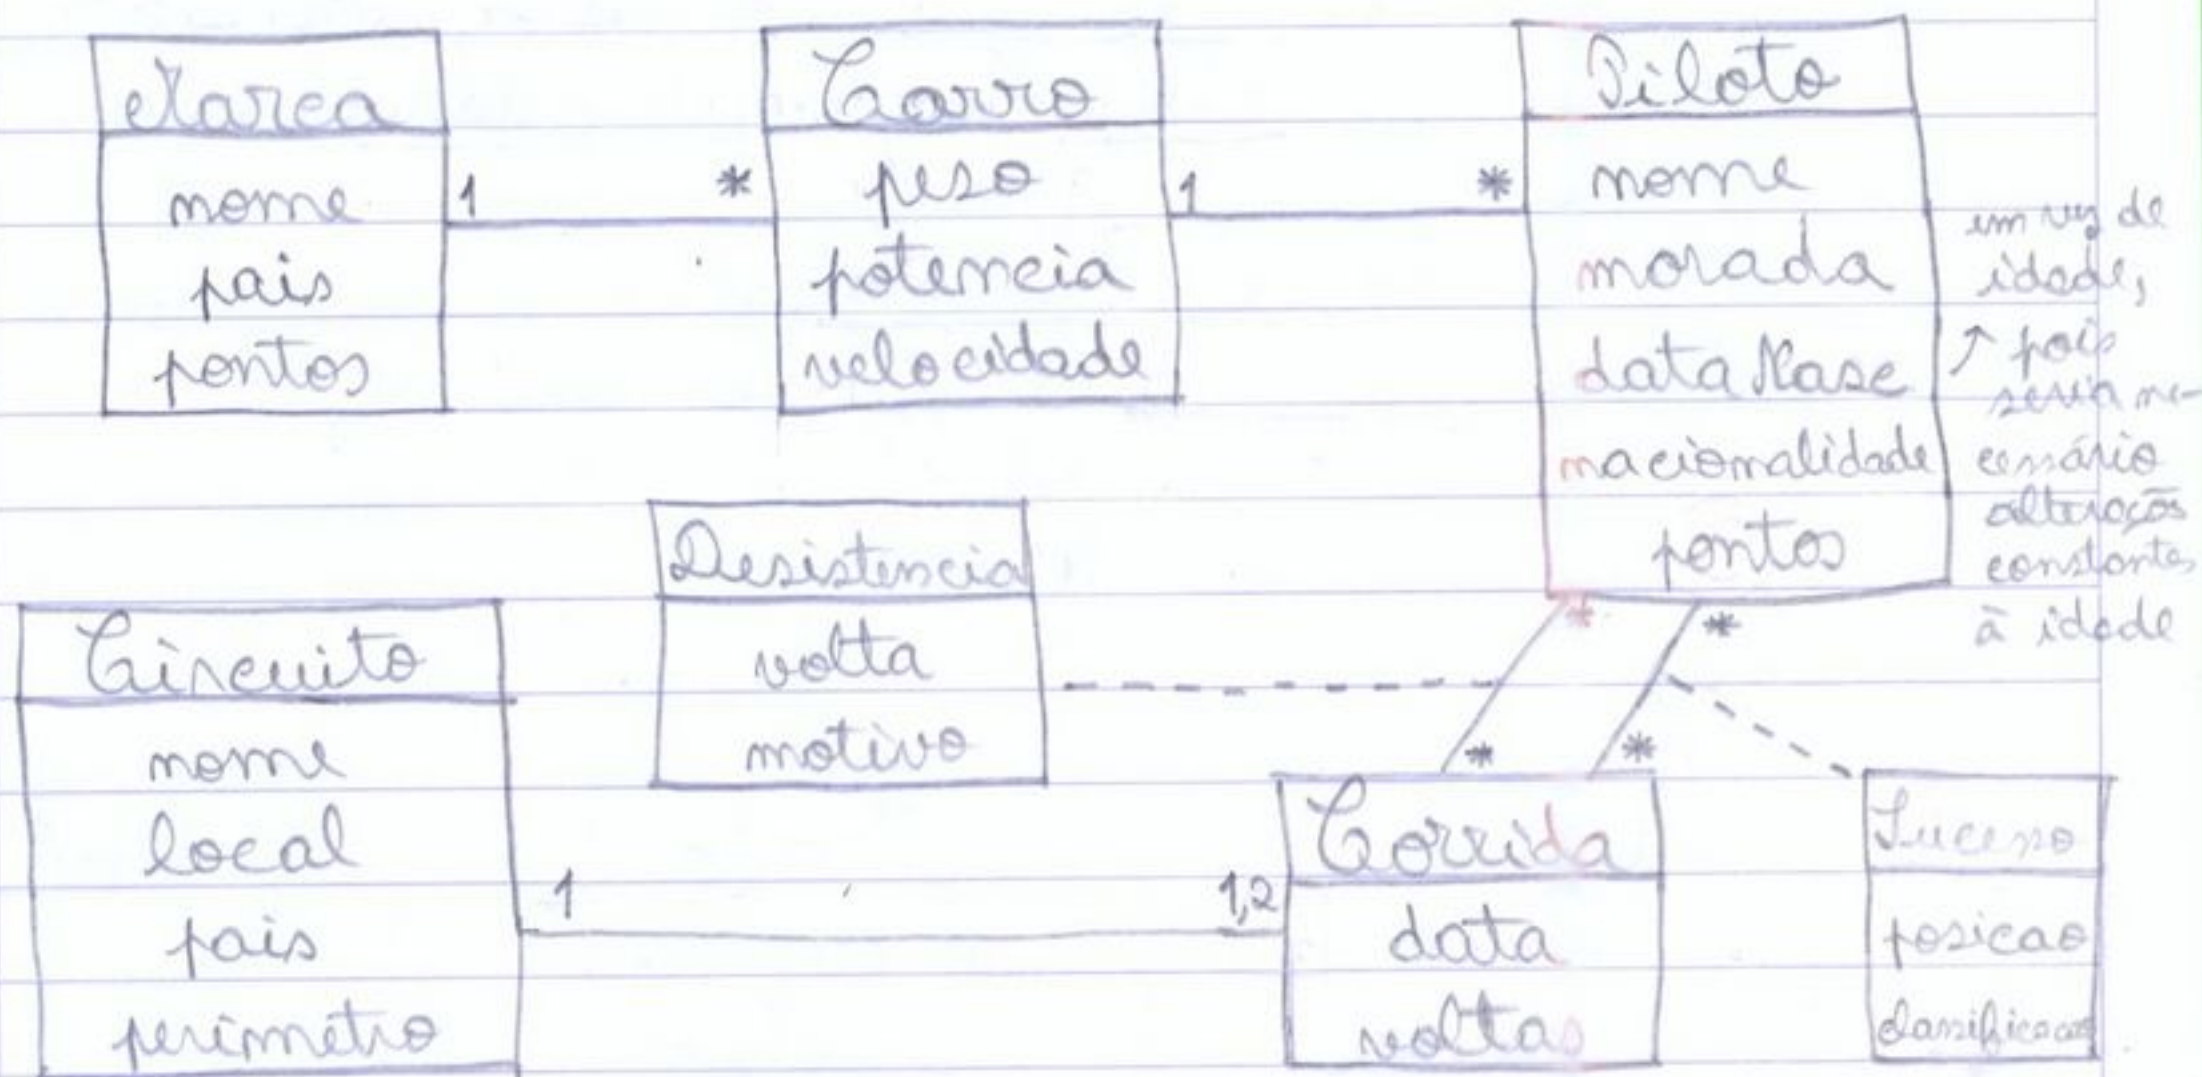 Marca
nome
pais
pontos
1
*
Carro
peso
potencia
velocidade
1
*
Piloto
nome
morada
dataNasc
nacionalidade
pontos
em vez de
idade,
↑ pois
seria ne-
cessário
alterações
constantes
à idade
Desistencia
volta
motivo
*
*
*
*
Circuito
nome
local
pais
perimetro
1
1,2
Corrida
data
voltas
Sucesso
posicao
classificacao